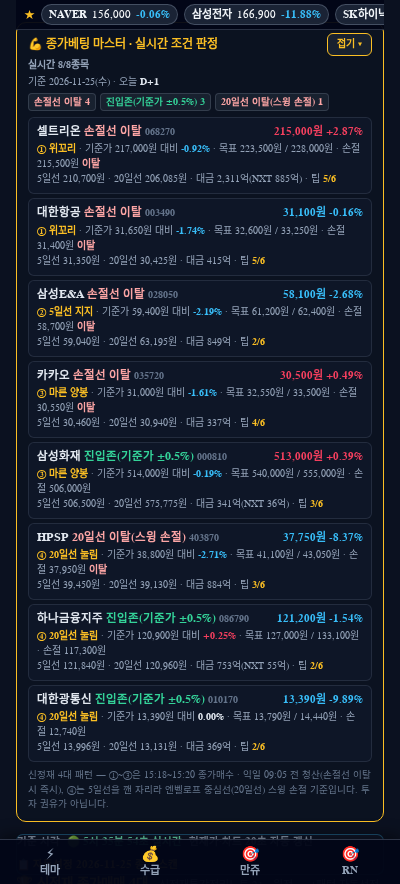 ★ NAVER 156,000 -0.06% 삼성전자 166,900 -11.88% SK하이닉
💪 종가베팅 마스터 · 실시간 조건 판정 접기 ▾
실시간 8/8종목
기준 2026-11-25(수) · 오늘 D+1
손절선 이탈 4 진입존(기준가 ±0.5%) 3 20일선 이탈(스윙 손절) 1
셀트리온 손절선 이탈 068270 215,000원 +2.87%
① 위꼬리 · 기준가 217,000원 대비 -0.92% · 목표 223,500원 / 228,000원 · 손절
215,500원 이탈
5일선 210,700원 · 20일선 206,085원 · 대금 2,311억(NXT 885억) · 팁 5/6
대한항공 손절선 이탈 003490 31,100원 -0.16%
① 위꼬리 · 기준가 31,650원 대비 -1.74% · 목표 32,600원 / 33,250원 · 손절
31,400원 이탈
5일선 31,350원 · 20일선 30,425원 · 대금 415억 · 팁 5/6
삼성E&A 손절선 이탈 028050 58,100원 -2.68%
② 5일선 지지 · 기준가 59,400원 대비 -2.19% · 목표 61,200원 / 62,400원 · 손절
58,700원 이탈
5일선 59,040원 · 20일선 63,195원 · 대금 849억 · 팁 2/6
카카오 손절선 이탈 035720 30,500원 +0.49%
③ 마른 양봉 · 기준가 31,000원 대비 -1.61% · 목표 32,550원 / 33,500원 · 손절
30,550원 이탈
5일선 30,460원 · 20일선 30,940원 · 대금 337억 · 팁 4/6
삼성화재 진입존(기준가 ±0.5%) 000810 513,000원 +0.39%
③ 마른 양봉 · 기준가 514,000원 대비 -0.19% · 목표 540,000원 / 555,000원 · 손
절 506,000원
5일선 506,500원 · 20일선 575,775원 · 대금 341억(NXT 36억) · 팁 3/6
HPSP 20일선 이탈(스윙 손절) 403870 37,750원 -8.37%
④ 20일선 눌림 · 기준가 38,800원 대비 -2.71% · 목표 41,100원 / 43,050원 · 손
절 37,950원 이탈
5일선 39,450원 · 20일선 39,130원 · 대금 884억 · 팁 3/6
하나금융지주 진입존(기준가 ±0.5%) 086790 121,200원 -1.54%
④ 20일선 눌림 · 기준가 120,900원 대비 +0.25% · 목표 127,000원 / 133,100원
· 손절 117,300원
5일선 121,840원 · 20일선 120,960원 · 대금 753억(NXT 55억) · 팁 2/6
대한광통신 진입존(기준가 ±0.5%) 010170 13,390원 -9.89%
④ 20일선 눌림 · 기준가 13,390원 대비 0.00% · 목표 13,790원 / 14,440원 · 손
절 12,740원
5일선 13,996원 · 20일선 13,131원 · 대금 369억 · 팁 2/6
신정재 4대 패턴 — ①~③은 15:18~15:20 종가매수 · 익일 09:05 전 청산(손절선 이탈
시 즉시), ④는 5일선을 깬 자리라 엔벨로프 중심선(20일선) 스윙 손절 기준입니다. 투
자 권유가 아닙니다.
⚡ 💰 🎯 🎯
테마 수급 만쥬 RN